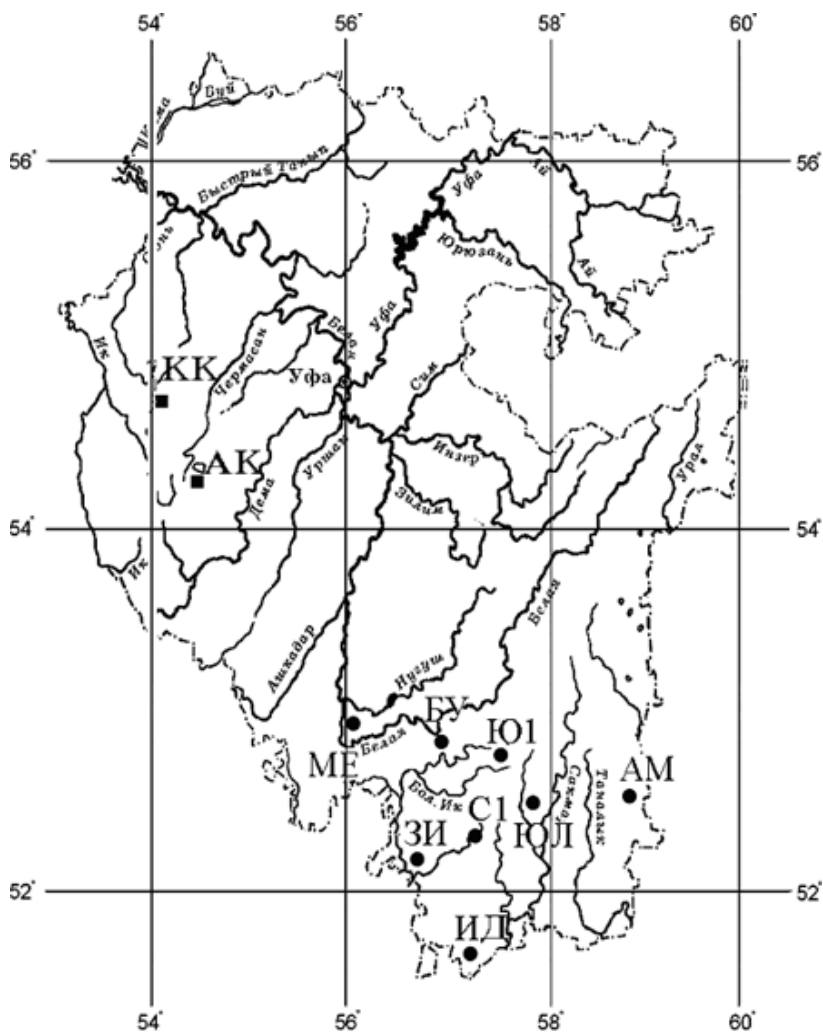 54° 56° 58° 60°
Буй
56° 56°
Быстрый Танып
Уфа
Ай
Юрюзань
Ай
Белая
Уфа
Ик
КК
Чермасан
Уфа
Сим
АК
Уршак
Инзер
Урал
Дема
Зилим
54° 54°
Ик
Белая
Ашкадар
Нугуш
БУ
Ю1
МЕ
Белая
Бол. Ик
Сакмара
Таналык
АМ
С1
ЗИ
ЮЛ
52° 52°
ИД
54° 56° 58° 60°